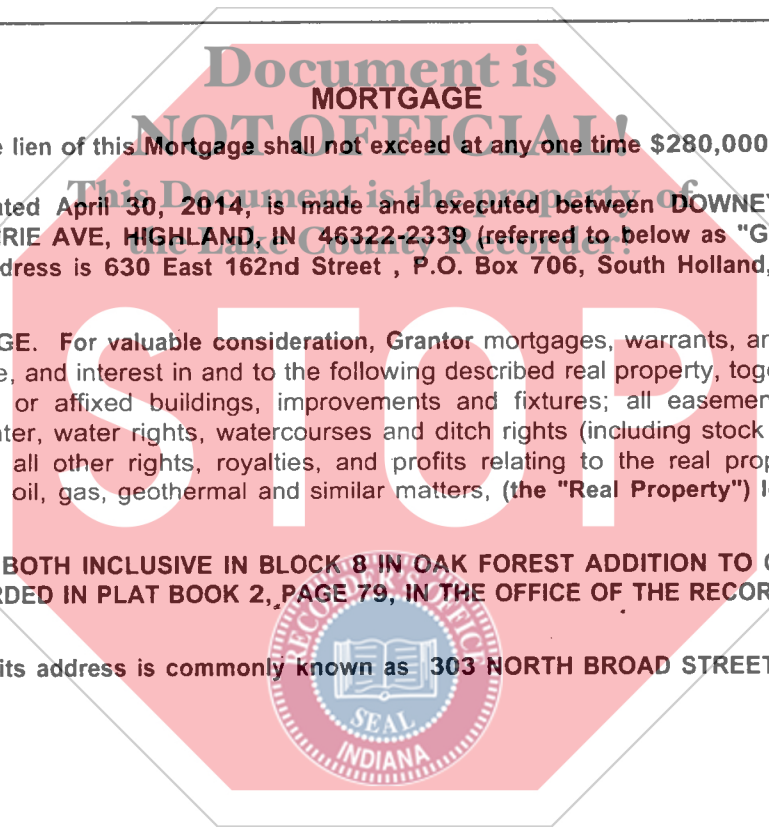 Document is
MORTGAGE
NOT OFFICIAL!
e lien of this Mortgage shall not exceed at any one time $280,000
This Document is the property of
ated April 30, 2014, is made and executed between DOWNEY
the Lake County Recorder!
RIE AVE, HIGHLAND, IN 46322-2339 (referred to below as "G
dress is 630 East 162nd Street , P.O. Box 706, South Holland,
STOP
GE. For valuable consideration, Grantor mortgages, warrants, an
e, and interest in and to the following described real property, toge
or affixed buildings, improvements and fixtures; all easemen
ter, water rights, watercourses and ditch rights (including stock
all other rights, royalties, and profits relating to the real prop
oil, gas, geothermal and similar matters, (the "Real Property") l
BOTH INCLUSIVE IN BLOCK 8 IN OAK FOREST ADDITION TO G
RDED IN PLAT BOOK 2, PAGE 79, IN THE OFFICE OF THE RECOR
RECORDER'S OFFICE
its address is commonly known as 303 NORTH BROAD STREET
SEAL
INDIANA